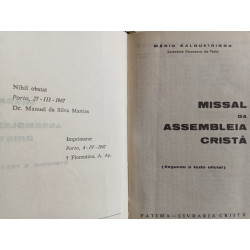 Nihil obstat
Porto, 27 - III - 1967
Dr. Manuel da Silva Martins
Imprimatur
Porto, 4 - IV - 1967
† Florentino, A. Ap.
MÁRIO SALGUEIRINHO
MISSAL
DA
ASSEMBLEIA
CRISTÃ
(Segundo o texto oficial)
FÁTIMA — LIVRARIA CRISTÃ